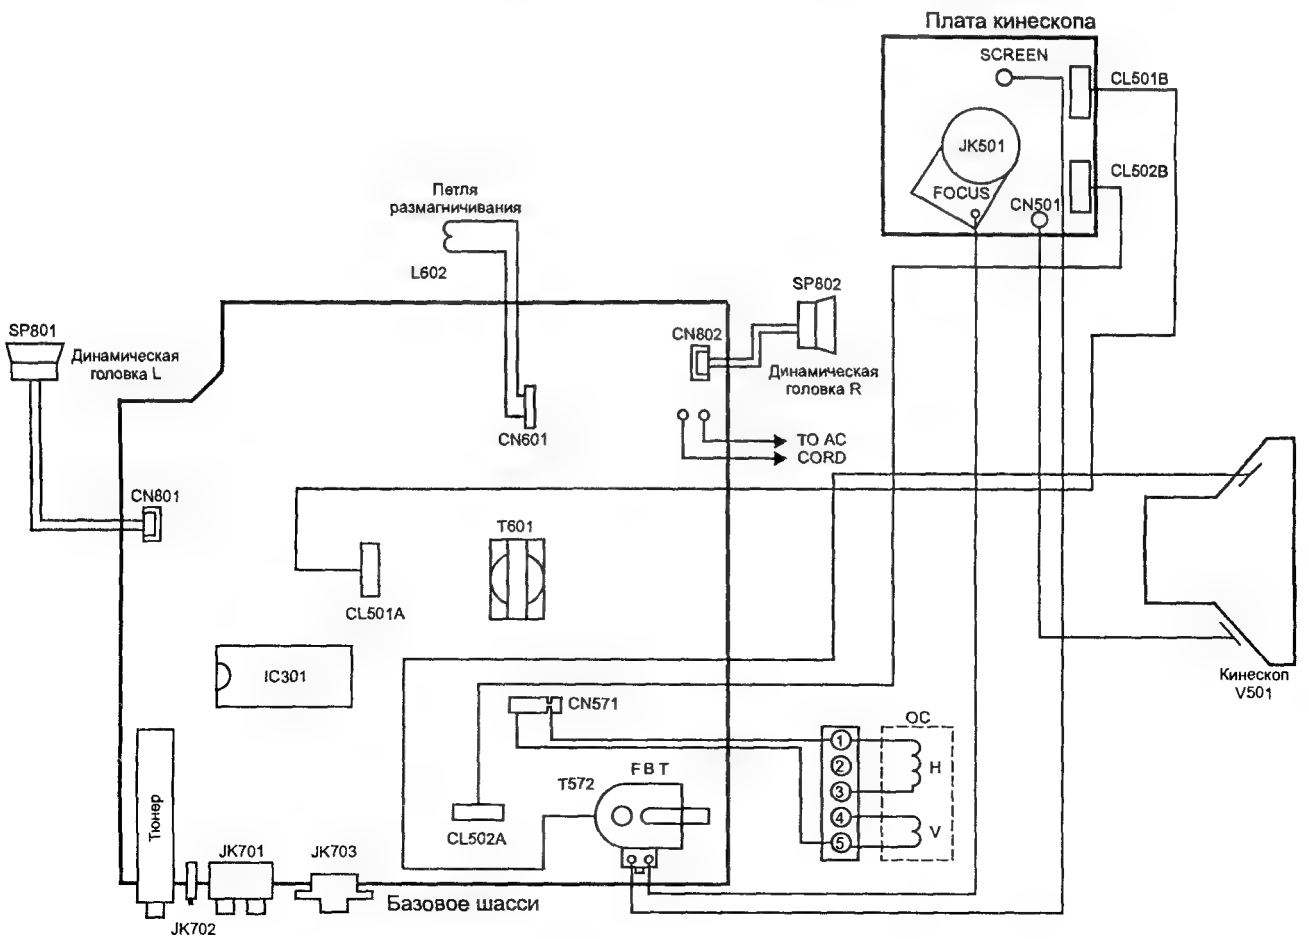 Плата кинескопа
SCREEN
CL501B
JK501
CL502B
FOCUS
CN501
Петля
размагничивания
L602
SP802
SP801
CN802
Динамическая
головка L
Динамическая
головка R
CN601
TO AC
CORD
CN801
T601
CL501A
IC301
Кинескоп
V501
CN571
ОС
1
2
H
3
4
V
5
FBT
T572
Тюнер
CL502A
JK701
JK703
Базовое шасси
JK702